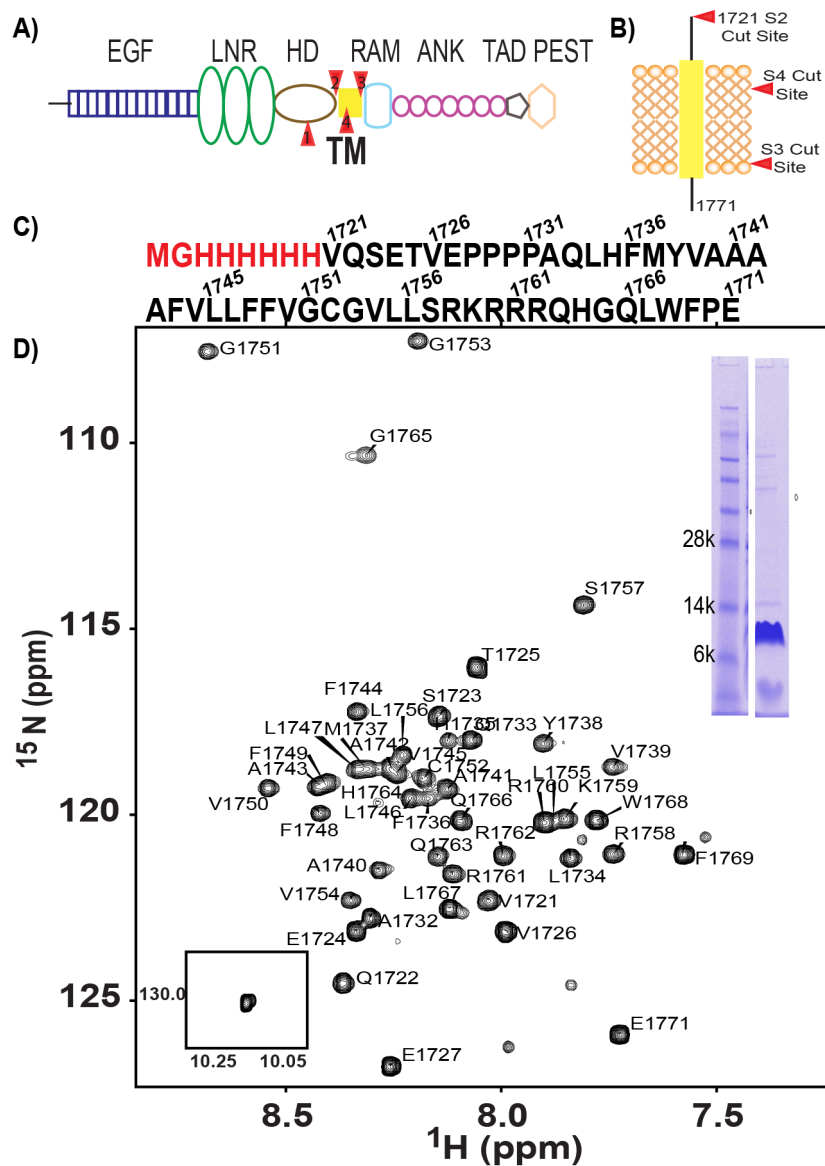 A)
EGF LNR HD RAM ANK TAD PEST
2 3
1 4
TM
B)
1721 S2
Cut Site
S4 Cut
Site
S3 Cut
Site
1771
C)
1721 1726 1731 1736 1741
MGHHHHHHVQSETVEPPPPAQLHFMYVAAA
1745 1751 1756 1761 1766 1771
AFVLLFFVGCGVLLSRKRRRQHGQLWFPE
D)
G1751 G1753
110
G1765
28k
S1757
14k
115
T1725
6k
F1744
L1756 S1723
L1747 M1737 H1735 Q1733 Y1738
A1742 V1745
F1749 C1752 V1739
A1743 A1741 L1755
H1764 R1760 K1759
V1750 L1746 Q1766 W1768
120
F1736
F1748 R1762 R1758
Q1763 F1769
A1740 R1761 L1734
V1754 L1767 V1721
A1732
E1724 V1726
Q1722
130.0
125
E1771
10.25 10.05
E1727
15N (ppm)
8.5 8.0 7.5
1H (ppm)